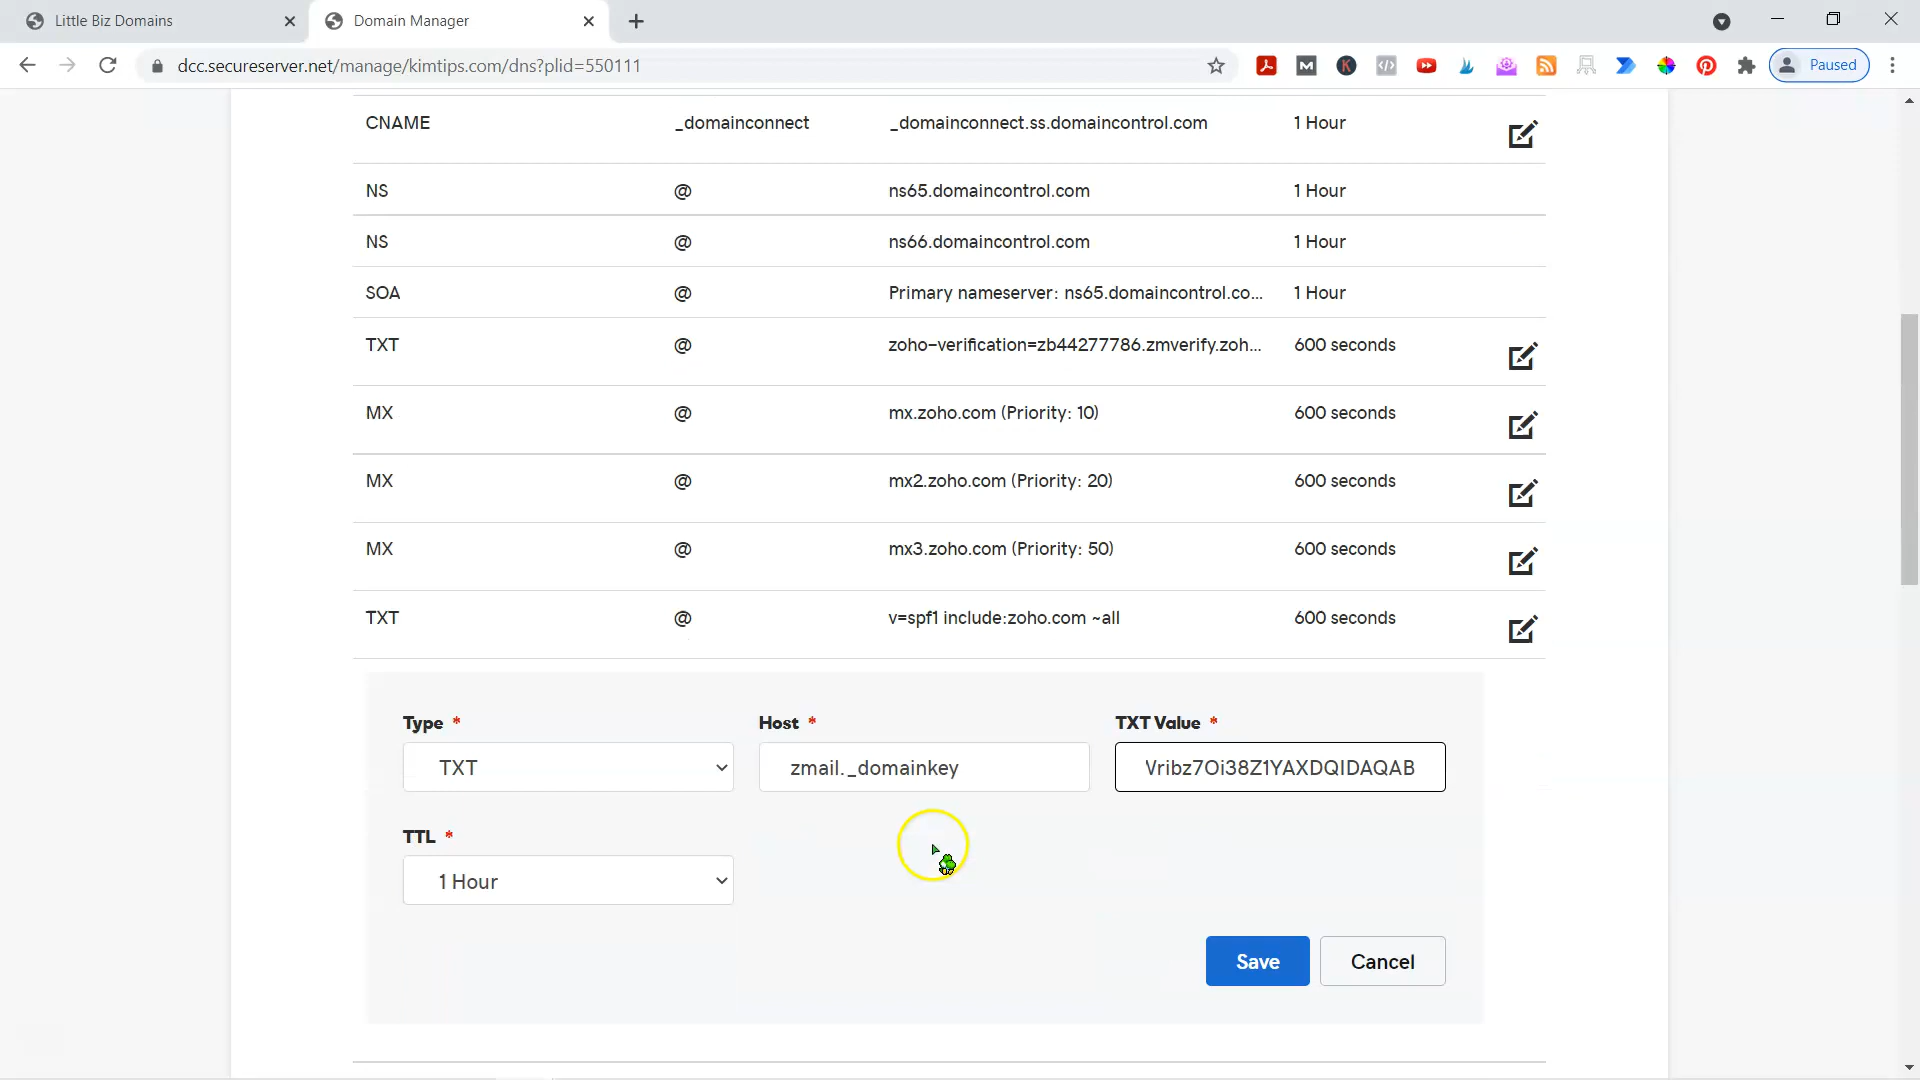 Little Biz Domains
Domain Manager
dcc.secureserver.net/manage/kimtips.com/dns?plid=550111
Paused
CNAME _domainconnect _domainconnect.ss.domaincontrol.com 1 Hour
NS @ ns65.domaincontrol.com 1 Hour
NS @ ns66.domaincontrol.com 1 Hour
SOA @ Primary nameserver: ns65.domaincontrol.co... 1 Hour
TXT @ zoho-verification=zb44277786.zmverify.zoh... 600 seconds
MX @ mx.zoho.com (Priority: 10) 600 seconds
MX @ mx2.zoho.com (Priority: 20) 600 seconds
MX @ mx3.zoho.com (Priority: 50) 600 seconds
TXT @ v=spf1 include:zoho.com ~all 600 seconds
Type * Host * TXT Value *
TXT zmail._domainkey Vribz7Oi38Z1YAXDQIDAQAB
TTL *
1 Hour
Save Cancel